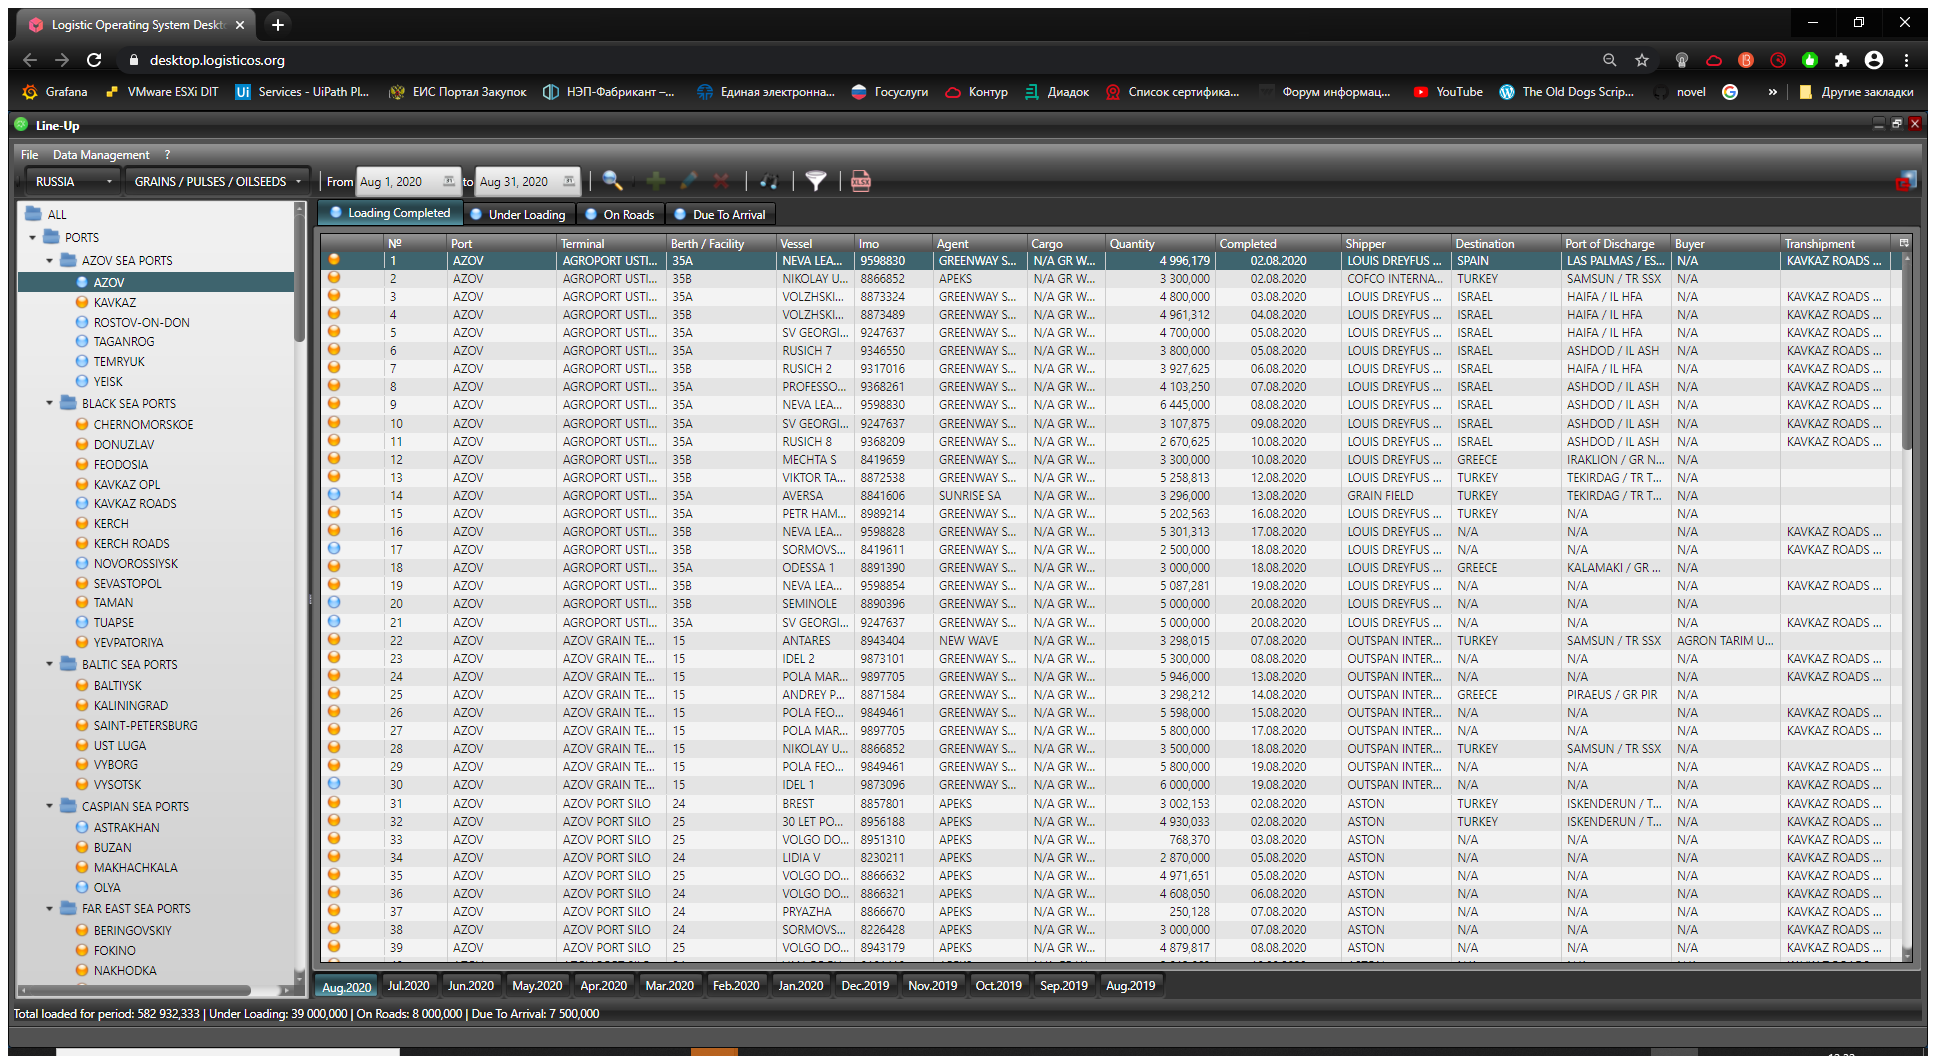 Logistic Operating System Deskto
desktop.logisticos.org
Grafana VMware ESXi DIT Services - UiPath Pl... ЕИС Портал Закупок НЭП-Фабрикант –... Единая электронна... Госуслуги Контур Диадок Список сертифика... Форум информац... YouTube The Old Dogs Scrip... novel » Другие закладки
Line-Up
File Data Management ?
RUSSIA GRAINS / PULSES / OILSEEDS From Aug 1, 2020 to Aug 31, 2020
ALL
PORTS
AZOV SEA PORTS
AZOV
KAVKAZ
ROSTOV-ON-DON
TAGANROG
TEMRYUK
YEISK
BLACK SEA PORTS
CHERNOMORSKOE
DONUZLAV
FEODOSIA
KAVKAZ OPL
KAVKAZ ROADS
KERCH
KERCH ROADS
NOVOROSSIYSK
SEVASTOPOL
TAMAN
TUAPSE
YEVPATORIYA
BALTIC SEA PORTS
BALTIYSK
KALININGRAD
SAINT-PETERSBURG
UST LUGA
VYBORG
VYSOTSK
CASPIAN SEA PORTS
ASTRAKHAN
BUZAN
MAKHACHKALA
OLYA
FAR EAST SEA PORTS
BERINGOVSKIY
FOKINO
NAKHODKA
Loading Completed Under Loading On Roads Due To Arrival
№ Port Terminal Berth / Facility Vessel Imo Agent Cargo Quantity Completed Shipper Destination Port of Discharge Buyer Transhipment
1 AZOV AGROPORT USTI... 35A NEVA LEA... 9598830 GREENWAY S... N/A GR W... 4 996,179 02.08.2020 LOUIS DREYFUS ... SPAIN LAS PALMAS / ES... N/A KAVKAZ ROADS ...
2 AZOV AGROPORT USTI... 35B NIKOLAY U... 8866852 APEKS N/A GR W... 3 300,000 02.08.2020 COFCO INTERNA... TURKEY SAMSUN / TR SSX N/A
3 AZOV AGROPORT USTI... 35A VOLZHSKI... 8873324 GREENWAY S... N/A GR W... 4 800,000 03.08.2020 LOUIS DREYFUS ... ISRAEL HAIFA / IL HFA N/A KAVKAZ ROADS ...
4 AZOV AGROPORT USTI... 35B VOLZHSKI... 8873489 GREENWAY S... N/A GR W... 4 961,312 04.08.2020 LOUIS DREYFUS ... ISRAEL HAIFA / IL HFA N/A KAVKAZ ROADS ...
5 AZOV AGROPORT USTI... 35A SV GEORGI... 9247637 GREENWAY S... N/A GR W... 4 700,000 05.08.2020 LOUIS DREYFUS ... ISRAEL HAIFA / IL HFA N/A KAVKAZ ROADS ...
6 AZOV AGROPORT USTI... 35B RUSICH 7 9346550 GREENWAY S... N/A GR W... 3 800,000 05.08.2020 LOUIS DREYFUS ... ISRAEL ASHDOD / IL ASH N/A KAVKAZ ROADS ...
7 AZOV AGROPORT USTI... 35B RUSICH 2 9317016 GREENWAY S... N/A GR W... 3 927,625 06.08.2020 LOUIS DREYFUS ... ISRAEL HAIFA / IL HFA N/A KAVKAZ ROADS ...
8 AZOV AGROPORT USTI... 35A PROFESSO... 9368261 GREENWAY S... N/A GR W... 4 103,250 07.08.2020 LOUIS DREYFUS ... ISRAEL ASHDOD / IL ASH N/A KAVKAZ ROADS ...
9 AZOV AGROPORT USTI... 35A NEVA LEA... 9598830 GREENWAY S... N/A GR W... 6 445,000 08.08.2020 LOUIS DREYFUS ... ISRAEL ASHDOD / IL ASH N/A KAVKAZ ROADS ...
10 AZOV AGROPORT USTI... 35A SV GEORGI... 9247637 GREENWAY S... N/A GR W... 3 107,875 09.08.2020 LOUIS DREYFUS ... ISRAEL ASHDOD / IL ASH N/A KAVKAZ ROADS ...
11 AZOV AGROPORT USTI... 35A RUSICH 8 9368209 GREENWAY S... N/A GR W... 2 670,625 10.08.2020 LOUIS DREYFUS ... ISRAEL ASHDOD / IL ASH N/A KAVKAZ ROADS ...
12 AZOV AGROPORT USTI... 35B MECHTA S 8419659 GREENWAY S... N/A GR W... 3 300,000 10.08.2020 LOUIS DREYFUS ... GREECE IRAKLION / GR N... N/A
13 AZOV AGROPORT USTI... 35B VIKTOR TA... 8872538 GREENWAY S... N/A GR W... 5 258,813 12.08.2020 LOUIS DREYFUS ... TURKEY TEKIRDAG / TR T... N/A
14 AZOV AGROPORT USTI... 35A AVERSA 8841606 SUNRISE SA N/A GR W... 3 296,000 13.08.2020 GRAIN FIELD TURKEY TEKIRDAG / TR T... N/A
15 AZOV AGROPORT USTI... 35A PETR HAM... 8989214 GREENWAY S... N/A GR W... 5 202,563 16.08.2020 LOUIS DREYFUS ... TURKEY N/A N/A
16 AZOV AGROPORT USTI... 35B NEVA LEA... 9598828 GREENWAY S... N/A GR W... 5 301,313 17.08.2020 LOUIS DREYFUS ... N/A N/A N/A KAVKAZ ROADS ...
17 AZOV AGROPORT USTI... 35B SORMOVS... 8419611 GREENWAY S... N/A GR W... 2 500,000 18.08.2020 LOUIS DREYFUS ... N/A N/A N/A KAVKAZ ROADS ...
18 AZOV AGROPORT USTI... 35A ODESSA 1 8891390 GREENWAY S... N/A GR W... 3 000,000 18.08.2020 LOUIS DREYFUS ... GREECE KALAMAKI / GR ... N/A
19 AZOV AGROPORT USTI... 35B NEVA LEA... 9598854 GREENWAY S... N/A GR W... 5 087,281 19.08.2020 LOUIS DREYFUS ... N/A N/A N/A KAVKAZ ROADS ...
20 AZOV AGROPORT USTI... 35B SEMINOLE 8890396 GREENWAY S... N/A GR W... 5 000,000 20.08.2020 LOUIS DREYFUS ... N/A N/A N/A
21 AZOV AGROPORT USTI... 35A SV GEORGI... 9247637 GREENWAY S... N/A GR W... 5 000,000 20.08.2020 LOUIS DREYFUS ... N/A N/A N/A KAVKAZ ROADS ...
22 AZOV AZOV GRAIN TE... 15 ANTARES 8943404 NEW WAVE N/A GR W... 3 298,015 07.08.2020 OUTSPAN INTER... TURKEY SAMSUN / TR SSX AGRON TARIM U...
23 AZOV AZOV GRAIN TE... 15 IDEL 2 9873101 GREENWAY S... N/A GR W... 5 300,000 08.08.2020 OUTSPAN INTER... N/A N/A N/A KAVKAZ ROADS ...
24 AZOV AZOV GRAIN TE... 15 POLA MAR... 9897705 GREENWAY S... N/A GR W... 5 946,000 13.08.2020 OUTSPAN INTER... N/A N/A N/A KAVKAZ ROADS ...
25 AZOV AZOV GRAIN TE... 15 ANDREY P... 8871584 GREENWAY S... N/A GR W... 3 298,212 14.08.2020 OUTSPAN INTER... GREECE PIRAEUS / GR PIR N/A
26 AZOV AZOV GRAIN TE... 15 POLA FEO... 9849461 GREENWAY S... N/A GR W... 5 598,000 15.08.2020 OUTSPAN INTER... N/A N/A N/A KAVKAZ ROADS ...
27 AZOV AZOV GRAIN TE... 15 POLA MAR... 9897705 GREENWAY S... N/A GR W... 5 800,000 17.08.2020 OUTSPAN INTER... N/A N/A N/A KAVKAZ ROADS ...
28 AZOV AZOV GRAIN TE... 15 NIKOLAY U... 8866852 GREENWAY S... N/A GR W... 3 500,000 18.08.2020 OUTSPAN INTER... TURKEY SAMSUN / TR SSX N/A
29 AZOV AZOV GRAIN TE... 15 POLA FEO... 9849461 GREENWAY S... N/A GR W... 5 800,000 19.08.2020 OUTSPAN INTER... N/A N/A N/A KAVKAZ ROADS ...
30 AZOV AZOV GRAIN TE... 15 IDEL 1 9873096 GREENWAY S... N/A GR W... 6 000,000 19.08.2020 OUTSPAN INTER... N/A N/A N/A KAVKAZ ROADS ...
31 AZOV AZOV PORT SILO 24 BREST 8857801 APEKS N/A GR W... 3 002,153 02.08.2020 ASTON TURKEY ISKENDERUN / T... N/A KAVKAZ ROADS ...
32 AZOV AZOV PORT SILO 25 30 LET PO... 8956188 APEKS N/A GR W... 4 930,033 02.08.2020 ASTON TURKEY ISKENDERUN / T... N/A KAVKAZ ROADS ...
33 AZOV AZOV PORT SILO 25 VOLGO DO... 8951310 APEKS N/A GR W... 768,370 03.08.2020 ASTON N/A N/A N/A KAVKAZ ROADS ...
34 AZOV AZOV PORT SILO 24 LIDIA V 8230211 APEKS N/A GR W... 2 870,000 05.08.2020 ASTON N/A N/A N/A KAVKAZ ROADS ...
35 AZOV AZOV PORT SILO 25 VOLGO DO... 8866632 APEKS N/A GR W... 4 971,651 05.08.2020 ASTON N/A N/A N/A KAVKAZ ROADS ...
36 AZOV AZOV PORT SILO 24 VOLGO DO... 8866321 APEKS N/A GR W... 4 608,050 06.08.2020 ASTON N/A N/A N/A KAVKAZ ROADS ...
37 AZOV AZOV PORT SILO 24 PRYAZHA 8866670 APEKS N/A GR W... 250,128 07.08.2020 ASTON N/A N/A N/A KAVKAZ ROADS ...
38 AZOV AZOV PORT SILO 24 SORMOVS... 8226428 APEKS N/A GR W... 3 000,000 07.08.2020 ASTON N/A N/A N/A KAVKAZ ROADS ...
39 AZOV AZOV PORT SILO 25 VOLGO DO... 8943179 APEKS N/A GR W... 4 879,817 08.08.2020 ASTON N/A N/A N/A KAVKAZ ROADS ...
Aug.2020 Jul.2020 Jun.2020 May.2020 Apr.2020 Mar.2020 Feb.2020 Jan.2020 Dec.2019 Nov.2019 Oct.2019 Sep.2019 Aug.2019
Total loaded for period: 582 932,333 | Under Loading: 39 000,000 | On Roads: 8 000,000 | Due To Arrival: 7 500,000